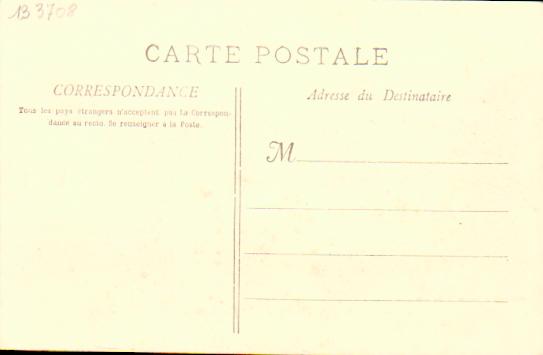 133708
CARTE POSTALE
CORRESPONDANCE
Tous les pays étrangers n'acceptent pas la Correspon-
dance au recto. Se renseigner à la Poste.
Adresse du Destinataire
M